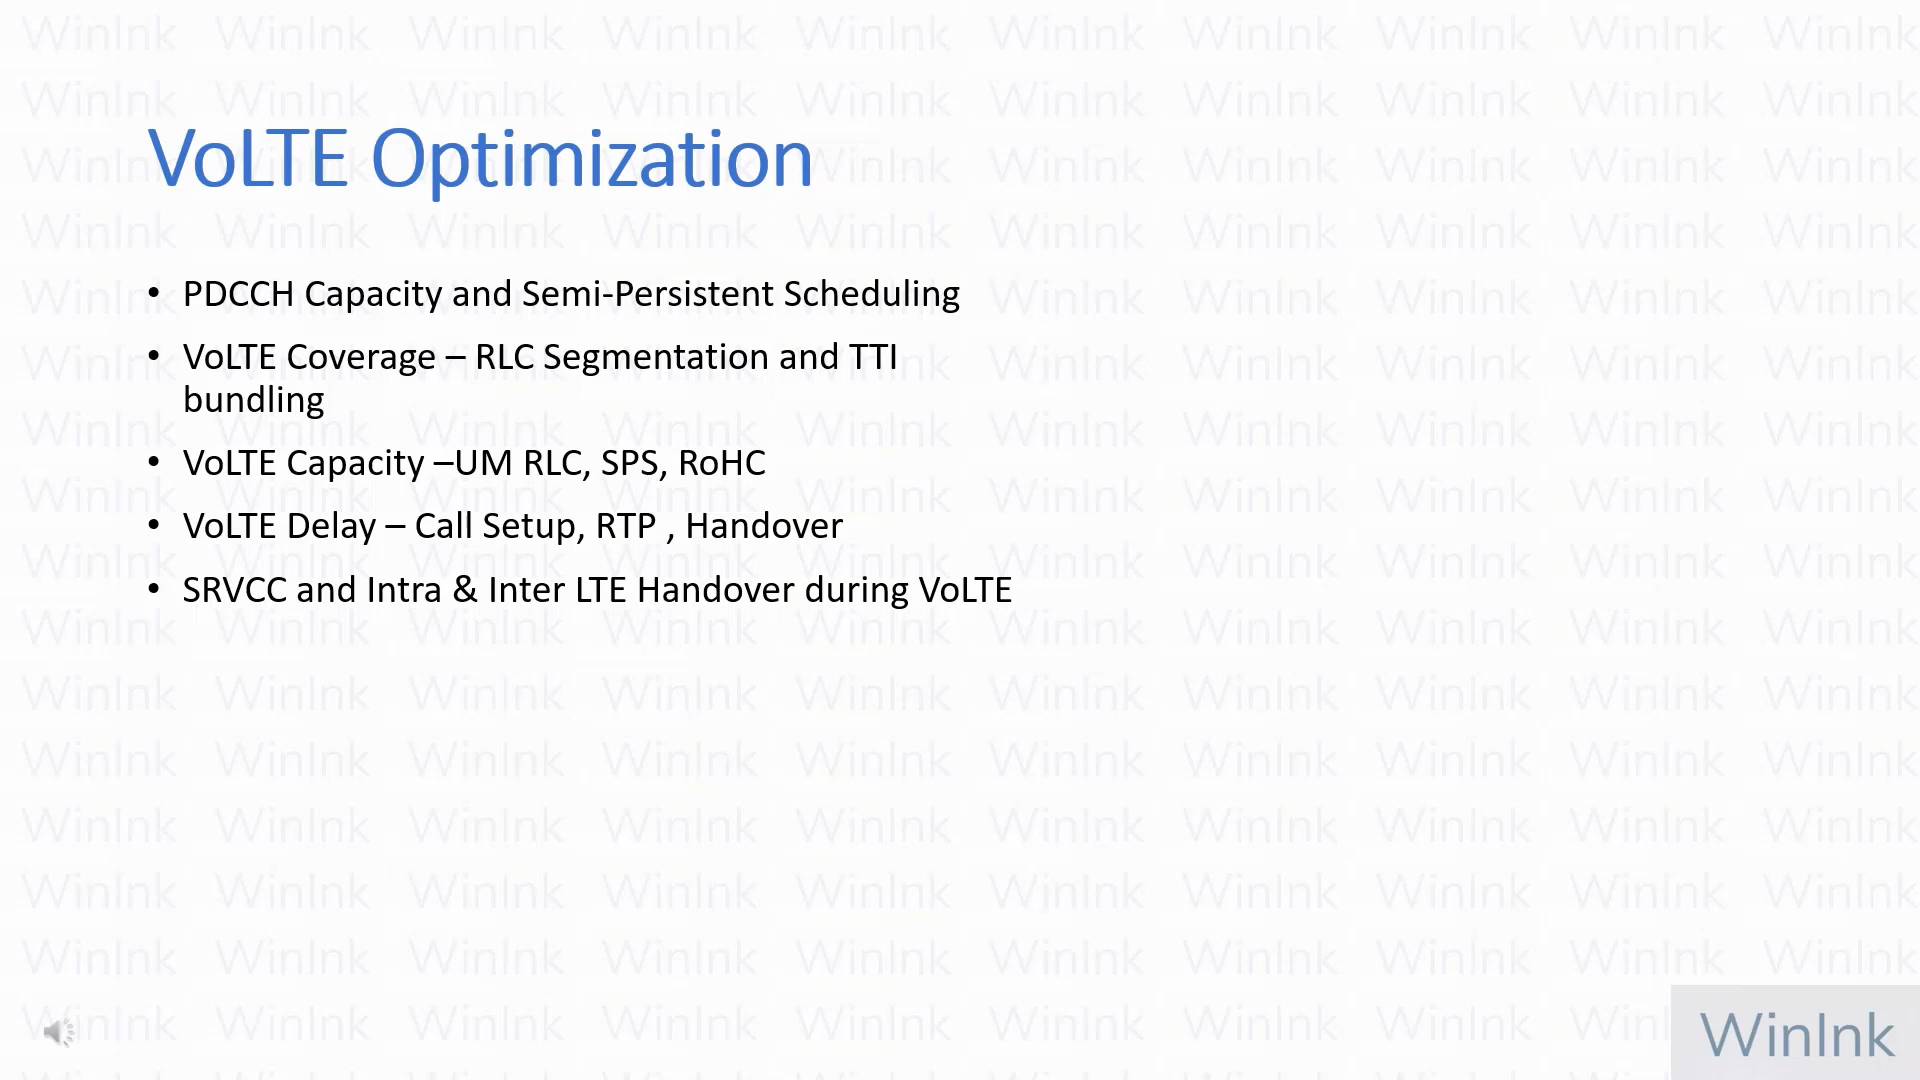 VoLTE Optimization
• PDCCH Capacity and Semi-Persistent Scheduling
• VoLTE Coverage – RLC Segmentation and TTI
bundling
• VoLTE Capacity –UM RLC, SPS, RoHC
• VoLTE Delay – Call Setup, RTP , Handover
• SRVCC and Intra & Inter LTE Handover during VoLTE
WinInk